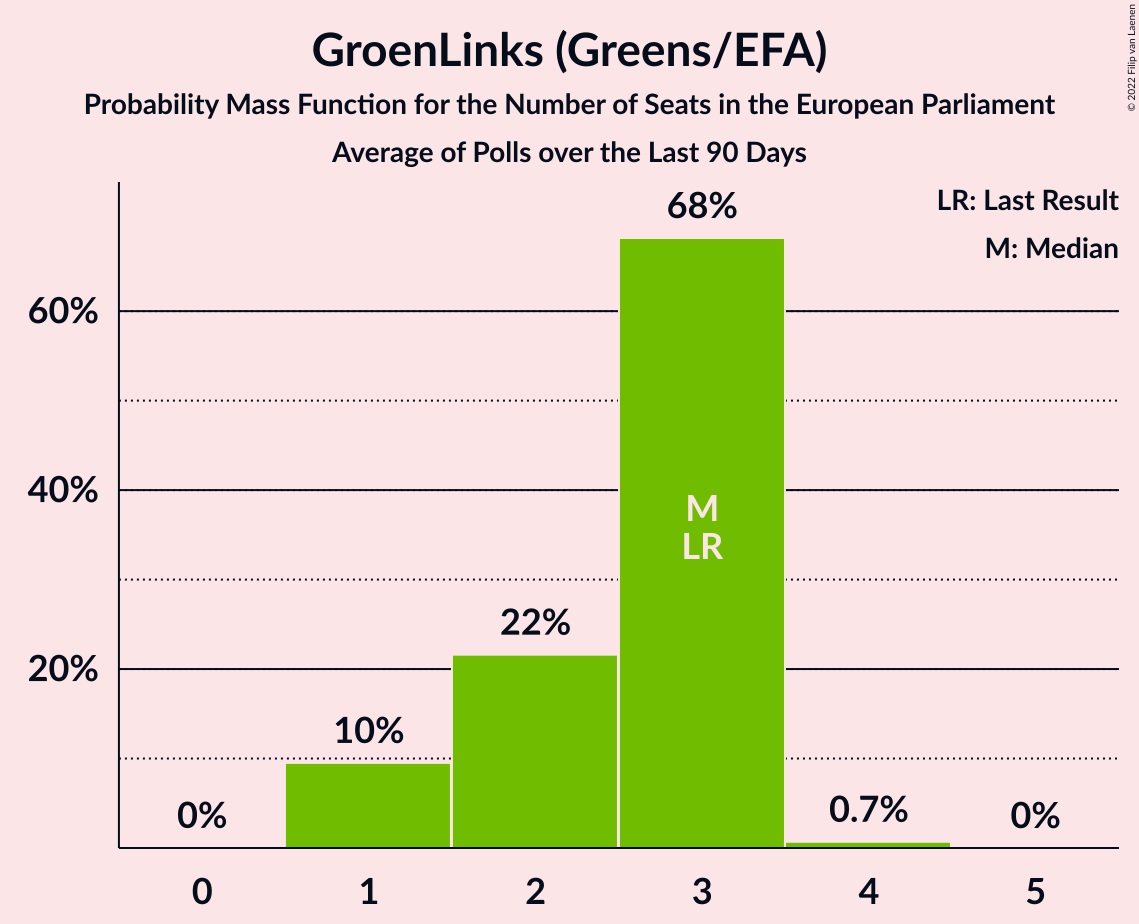 GroenLinks (Greens/EFA)
Probability Mass Function for the Number of Seats in the European Parliament
Average of Polls over the Last 90 Days
© 2022 Filip van Laenen
LR: Last Result
M: Median
68%
60%
40%
M
LR
22%
20%
10%
0%
0.7%
0%
0 1 2 3 4 5